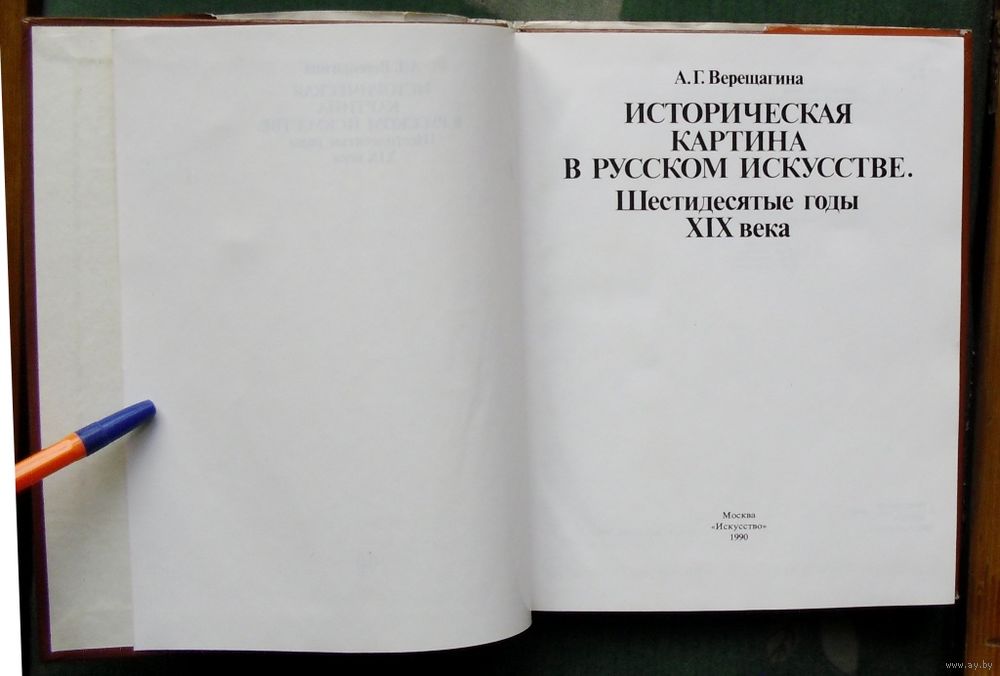 А. Г. Верещагина
ИСТОРИЧЕСКАЯ
КАРТИНА
В РУССКОМ ИСКУССТВЕ.
Шестидесятые годы
XIX века
Москва
«Искусство»
1990
www.ay.by